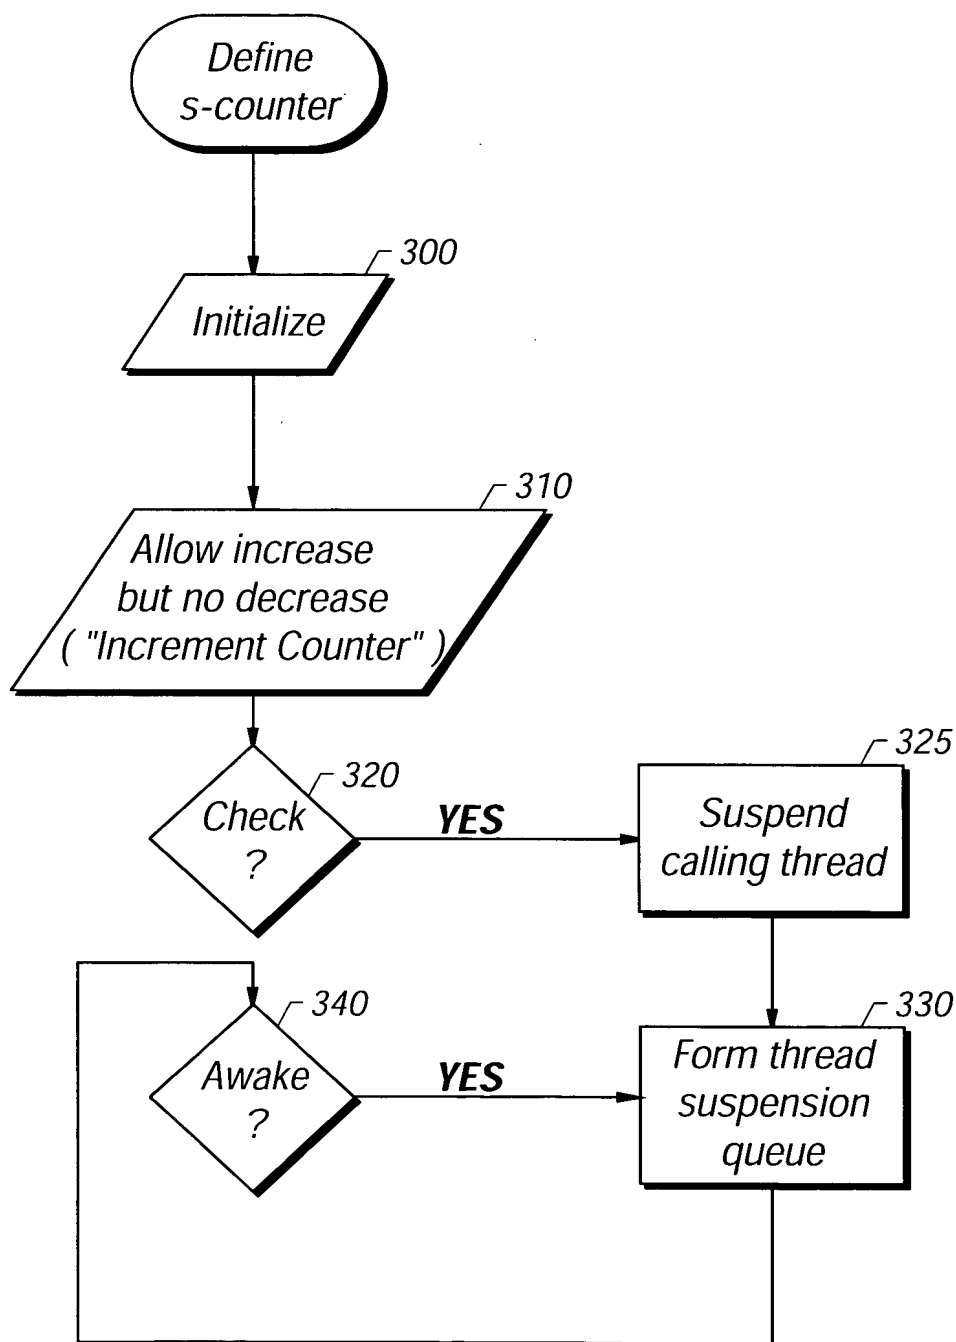 Define
s-counter
300
Initialize
310
Allow increase
but no decrease
( "Increment Counter" )
320
Check
?
YES
325
Suspend
calling thread
340
Awake
?
YES
330
Form thread
suspension
queue